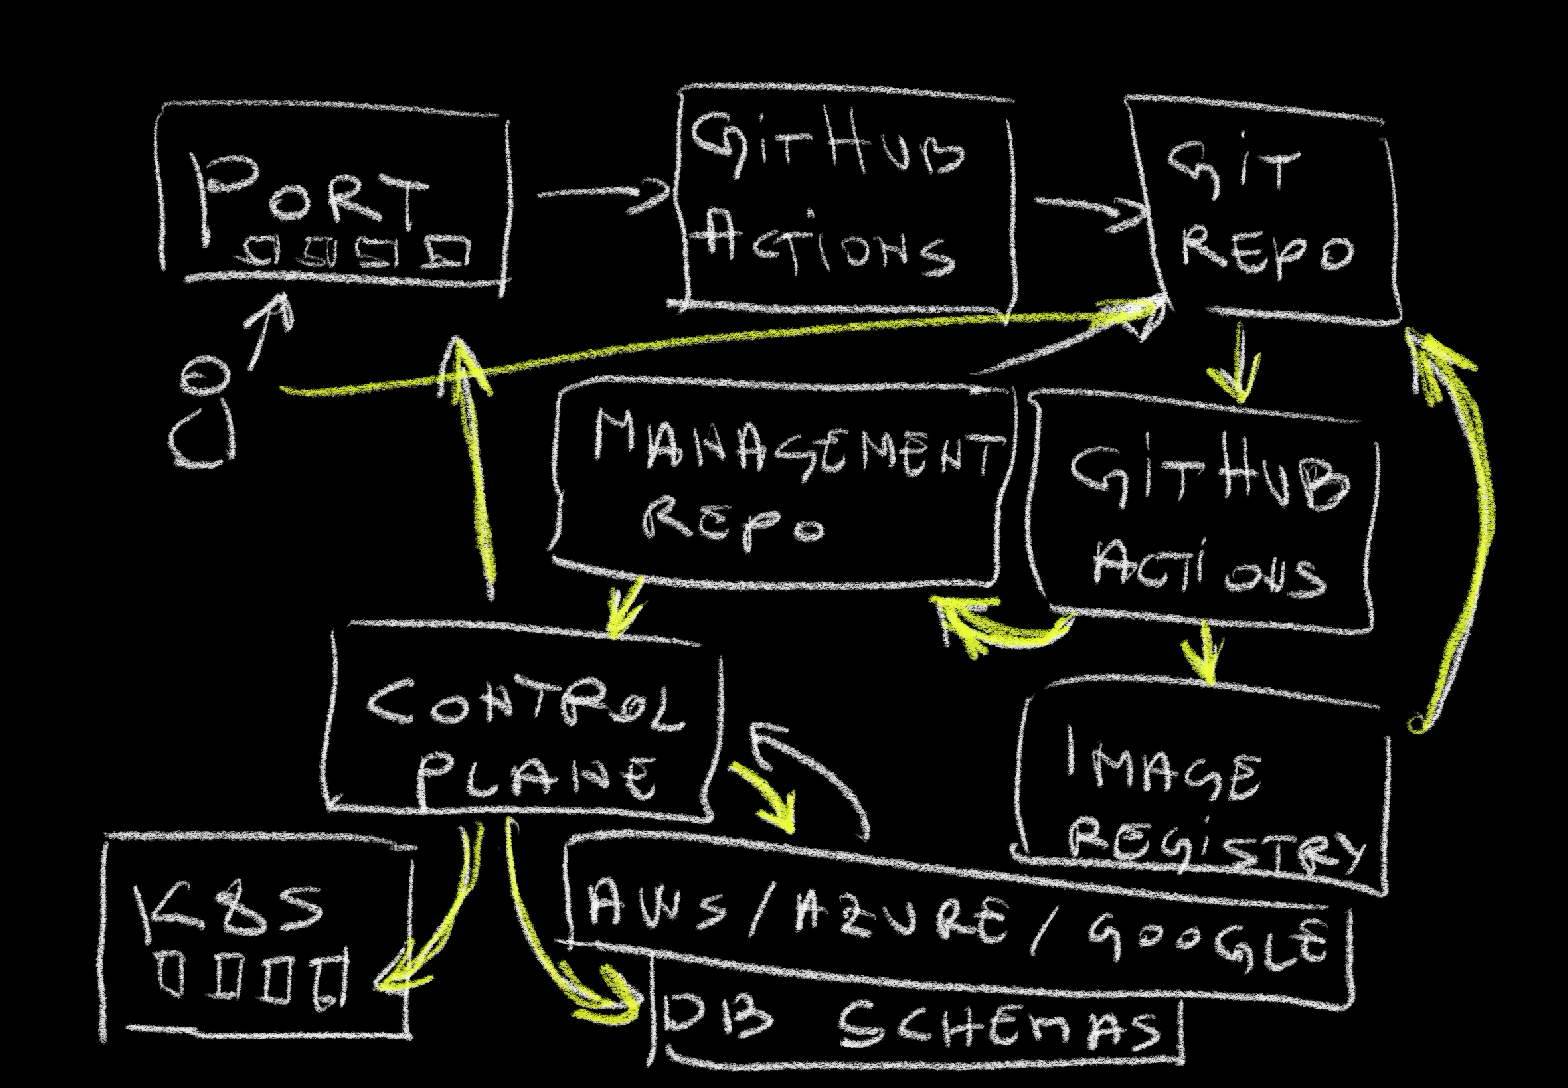 PORT
GITHUB
ACTIONS
GIT
REPO
MANAGEMENT
REPO
GITHUB
ACTIONS
CONTROL
PLANE
IMAGE
REGISTRY
K8S
AWS/AZURE/GOOGLE
DB SCHEMAS